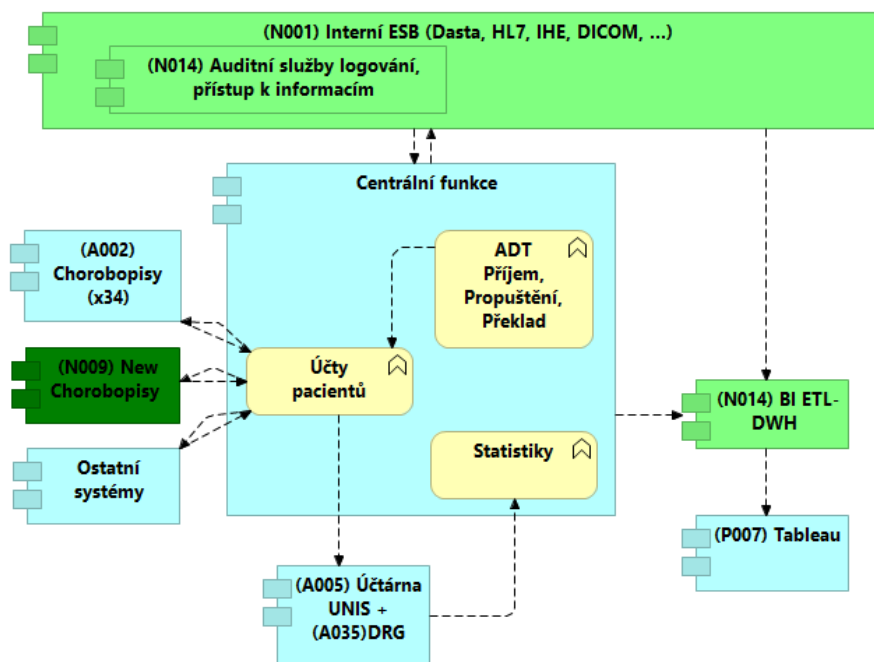 (N001) Interní ESB (Dasta, HL7, IHE, DICOM, ...)
(N014) Auditní služby logování,
přístup k informacím
Centrální funkce
(A002)
Chorobopisy
(x34)
ADT
Příjem,
Propuštění,
Překlad
(N009) New
Chorobopisy
Účty
pacientů
(N014) BI ETL-
DWH
Ostatní
systémy
Statistiky
(P007) Tableau
(A005) Účtárna
UNIS +
(A035)DRG